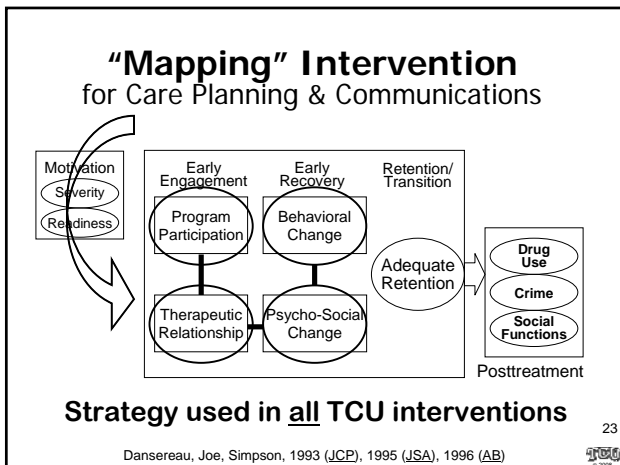 “Mapping” Intervention
for Care Planning & Communications
Motivation
Severity
Readiness
Early
Engagement
Early
Recovery
Retention/
Transition
Program
Participation
Behavioral
Change
Therapeutic
Relationship
Psycho-Social
Change
Adequate
Retention
Drug
Use
Crime
Social
Functions
Posttreatment
Strategy used in all TCU interventions
23
Dansereau, Joe, Simpson, 1993 (JCP), 1995 (JSA), 1996 (AB)
TCU
© 2008